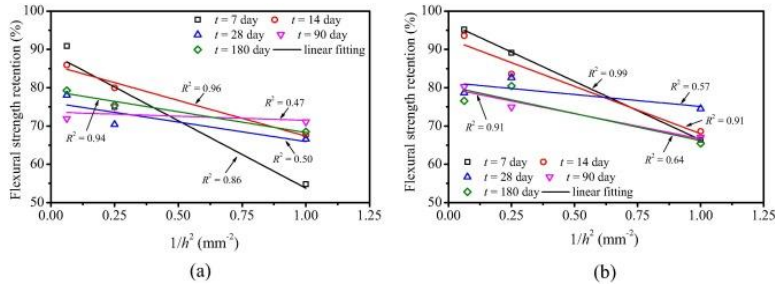 (a)
□ t = 7 day ○ t = 14 day
△ t = 28 day ▽ t = 90 day
◇ t = 180 day — linear fitting
Flexural strength retention (%)
100
90
80
70
60
50
R² = 0.96
R² = 0.47
R² = 0.94
R² = 0.50
R² = 0.86
0.00 0.25 0.50 0.75 1.00 1.25
1/h² (mm⁻²)
(a)
(b)
Flexural strength retention (%)
100
90
80
70
60
50
R² = 0.99
R² = 0.57
R² = 0.91
R² = 0.91
R² = 0.64
□ t = 7 day ○ t = 14 day
△ t = 28 day ▽ t = 90 day
◇ t = 180 day — linear fitting
0.00 0.25 0.50 0.75 1.00 1.25
1/h² (mm⁻²)
(b)